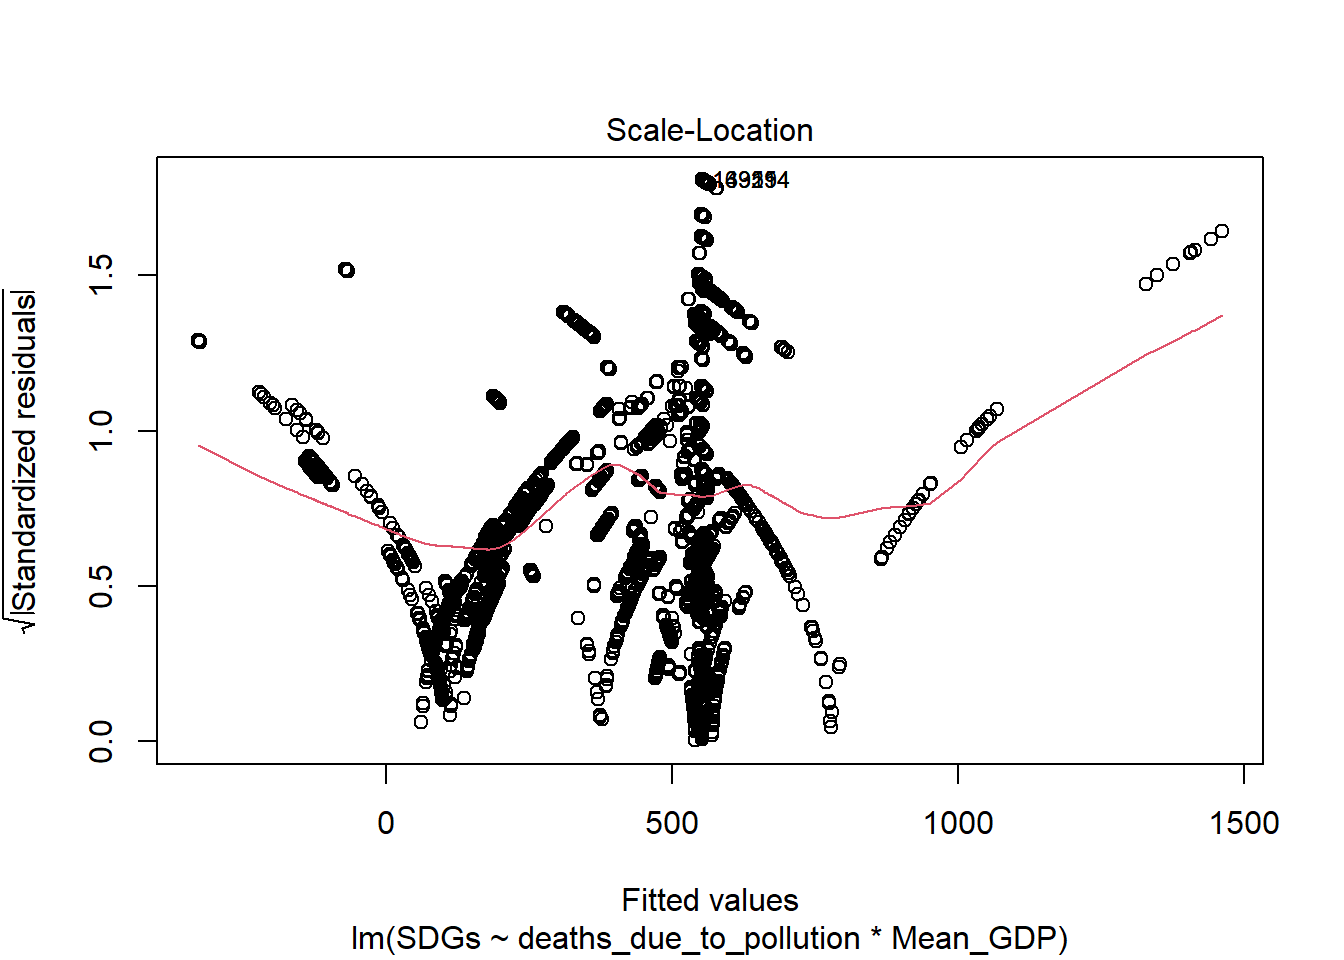 Scale-Location
√|Standardized residuals|
1.5
1.0
0.5
0.0
0 500 1000 1500
Fitted values
lm(SDGs ~ deaths_due_to_pollution * Mean_GDP)